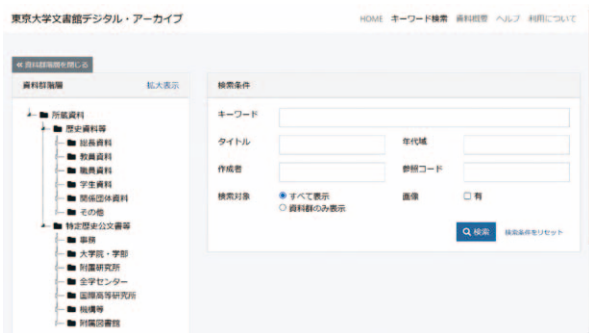 東京大学文書館デジタル・アーカイブ
HOME キーワード検索 資料概要 ヘルプ 利用について
≪ 資料群階層を閉じる
資料群階層 拡大表示
所蔵資料
歴史資料等
総長資料
教員資料
職員資料
学生資料
関係団体資料
その他
特定歴史公文書等
事務
大学院・学部
附置研究所
全学センター
国際高等研究所
機構等
附属図書館
検索条件
キーワード
タイトル 年代域
作成者 参照コード
検索対象 すべて表示 画像 有
資料群のみ表示
検索 検索条件をリセット